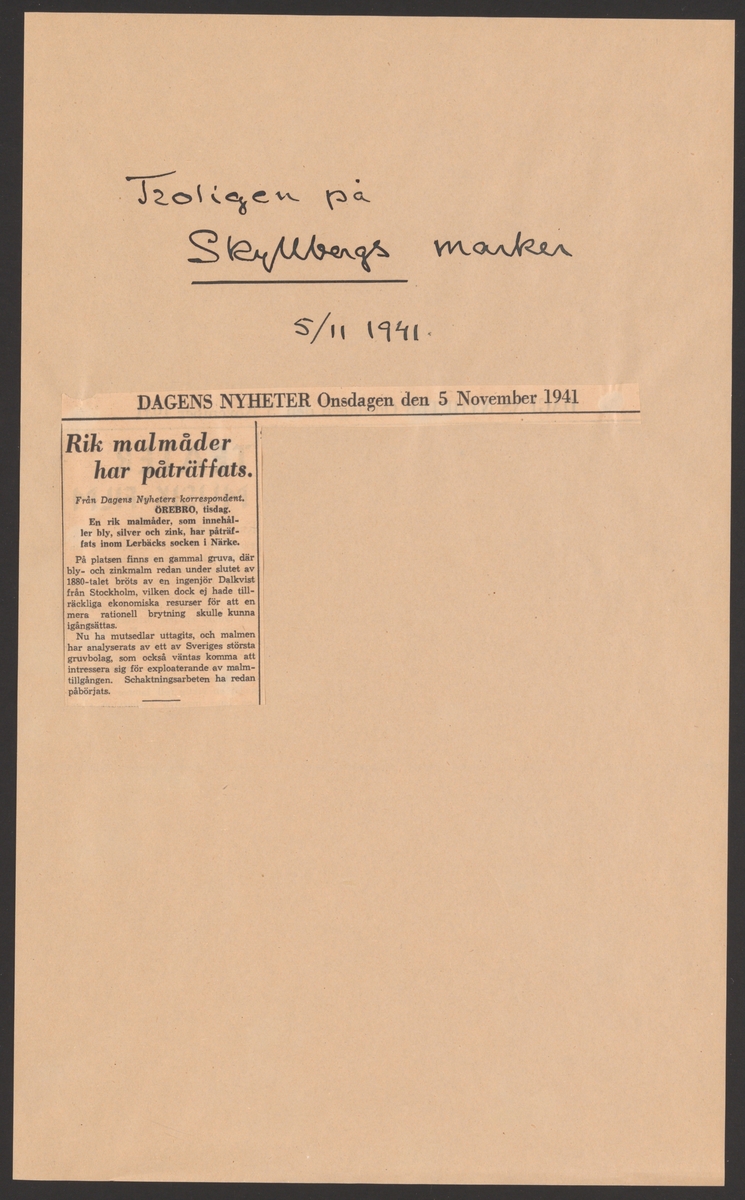 Troligen på
Skyllbergs marker
5/11 1941.
DAGENS NYHETER Onsdagen den 5 November 1941
Rik malmåder
har påträffats.
Från Dagens Nyheters korrespondent.
ÖREBRO, tisdag.
En rik malmåder, som innehål-
ler bly, silver och zink, har påträf-
fats inom Lerbäcks socken i Närke.
På platsen finns en gammal gruva, där
bly- och zinkmalm redan under slutet av
1880-talet bröts av en ingenjör Dalkvist
från Stockholm, vilken dock ej hade till-
räckliga ekonomiska resurser för att en
mera rationell brytning skulle kunna
igångsättas.
Nu ha mutsedlar uttagits, och malmen
har analyserats av ett av Sveriges största
gruvbolag, som också väntas komma att
intressera sig för exploaterande av malm-
tillgången. Schaktningsarbeten ha redan
påbörjats.